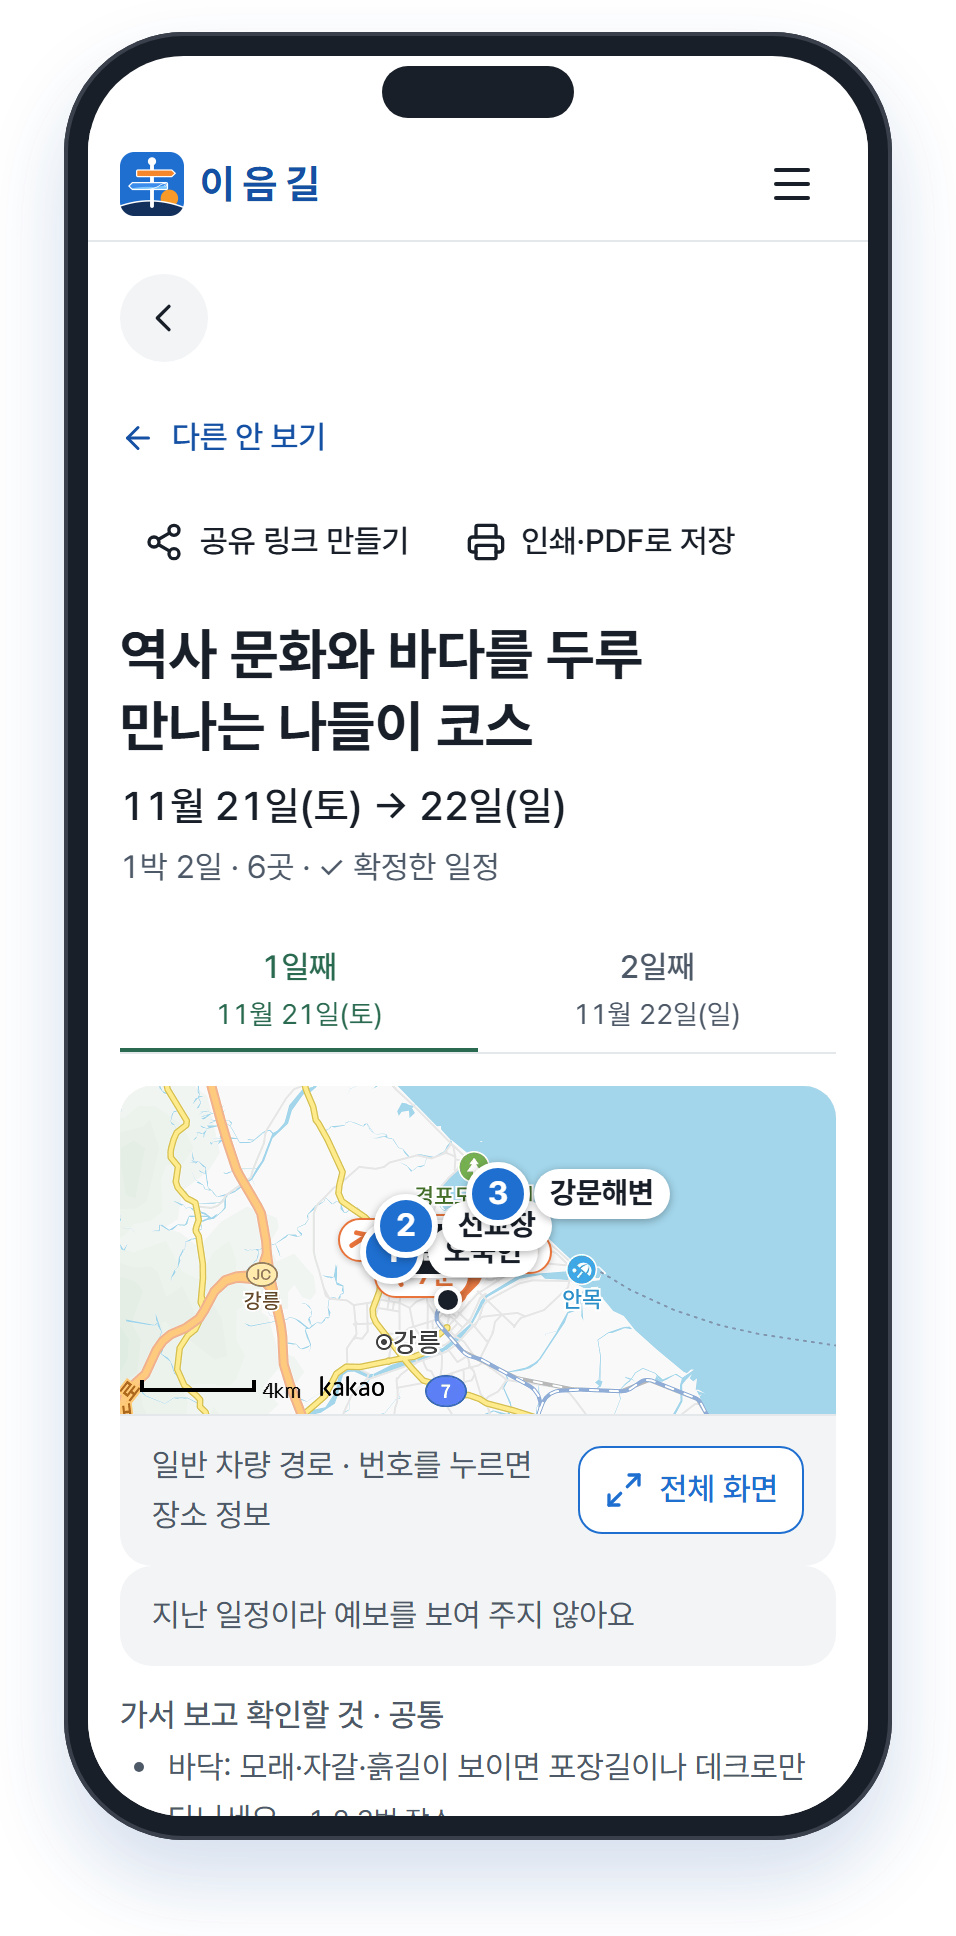 이음길
다른 안 보기
공유 링크 만들기
인쇄·PDF로 저장
역사 문화와 바다를 두루
만나는 나들이 코스
11월 21일(토) → 22일(일)
1박 2일 · 6곳 · ✓ 확정한 일정
1일째
11월 21일(토)
2일째
11월 22일(일)
3
강문해변
2
선교장
JC
강릉
안목
강릉
4km
kakao
7
일반 차량 경로 · 번호를 누르면
장소 정보
전체 화면
지난 일정이라 예보를 보여 주지 않아요
가서 보고 확인할 것 · 공통
• 바닥: 모래·자갈·흙길이 보이면 포장길이나 데크로만